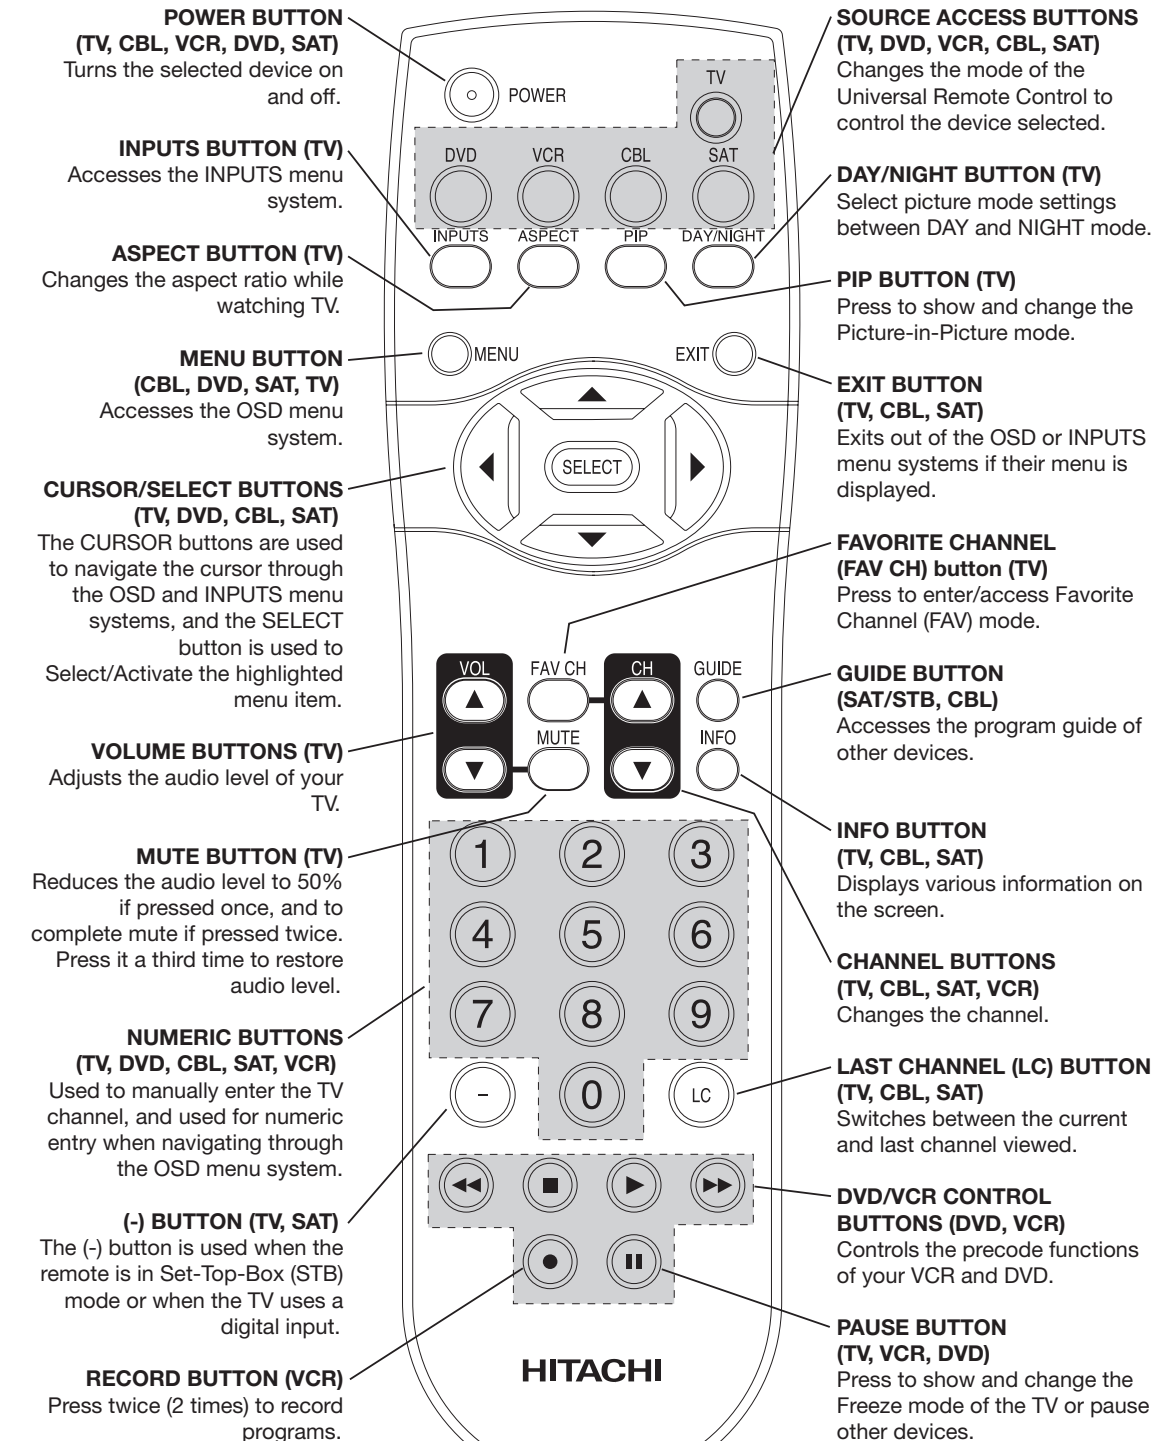 POWER BUTTON
(TV, CBL, VCR, DVD, SAT)
Turns the selected device on
and off.
INPUTS BUTTON (TV)
Accesses the INPUTS menu
system.
ASPECT BUTTON (TV)
Changes the aspect ratio while
watching TV.
MENU BUTTON
(CBL, DVD, SAT, TV)
Accesses the OSD menu
system.
CURSOR/SELECT BUTTONS
(TV, DVD, CBL, SAT)
The CURSOR buttons are used
to navigate the cursor through
the OSD and INPUTS menu
systems, and the SELECT
button is used to
Select/Activate the highlighted
menu item.
VOLUME BUTTONS (TV)
Adjusts the audio level of your
TV.
MUTE BUTTON (TV)
Reduces the audio level to 50%
if pressed once, and to
complete mute if pressed twice.
Press it a third time to restore
audio level.
NUMERIC BUTTONS
(TV, DVD, CBL, SAT, VCR)
Used to manually enter the TV
channel, and used for numeric
entry when navigating through
the OSD menu system.
(-) BUTTON (TV, SAT)
The (-) button is used when the
remote is in Set-Top-Box (STB)
mode or when the TV uses a
digital input.
RECORD BUTTON (VCR)
Press twice (2 times) to record
programs.
POWER
TV
DVD VCR CBL SAT
INPUTS ASPECT PIP DAY/NIGHT
MENU EXIT
SELECT
VOL FAV CH CH GUIDE
MUTE INFO
1 2 3
4 5 6
7 8 9
- 0 LC
HITACHI
SOURCE ACCESS BUTTONS
(TV, DVD, VCR, CBL, SAT)
Changes the mode of the
Universal Remote Control to
control the device selected.
DAY/NIGHT BUTTON (TV)
Select picture mode settings
between DAY and NIGHT mode.
PIP BUTTON (TV)
Press to show and change the
Picture-in-Picture mode.
EXIT BUTTON
(TV, CBL, SAT)
Exits out of the OSD or INPUTS
menu systems if their menu is
displayed.
FAVORITE CHANNEL
(FAV CH) button (TV)
Press to enter/access Favorite
Channel (FAV) mode.
GUIDE BUTTON
(SAT/STB, CBL)
Accesses the program guide of
other devices.
INFO BUTTON
(TV, CBL, SAT)
Displays various information on
the screen.
CHANNEL BUTTONS
(TV, CBL, SAT, VCR)
Changes the channel.
LAST CHANNEL (LC) BUTTON
(TV, CBL, SAT)
Switches between the current
and last channel viewed.
DVD/VCR CONTROL
BUTTONS (DVD, VCR)
Controls the precode functions
of your VCR and DVD.
PAUSE BUTTON
(TV, VCR, DVD)
Press to show and change the
Freeze mode of the TV or pause
other devices.